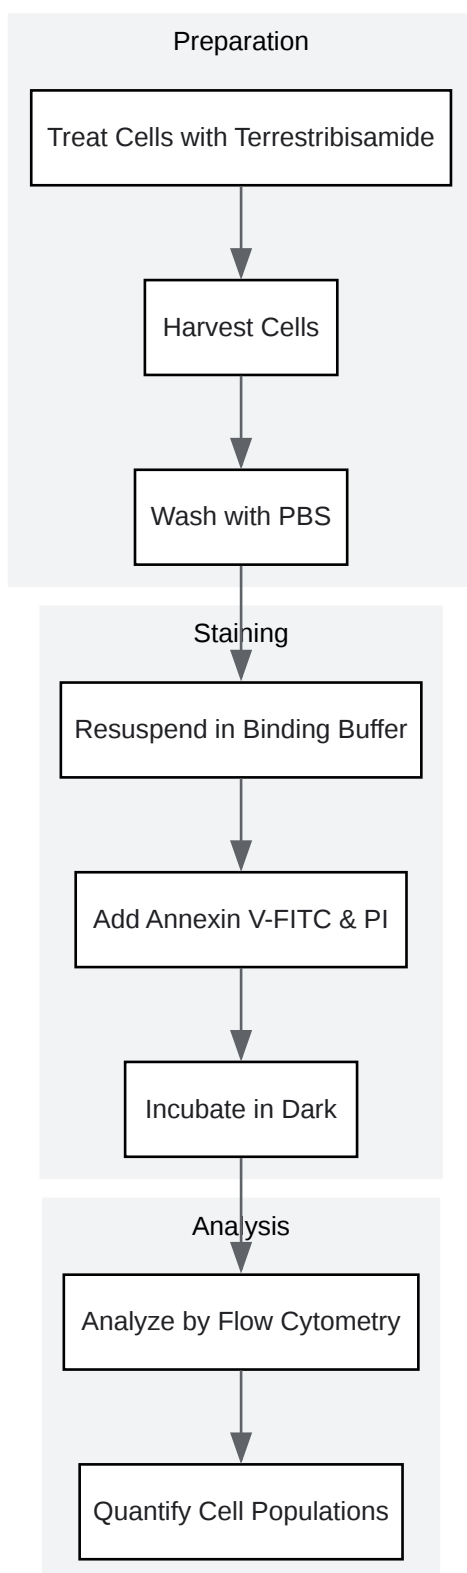 Preparation
Treat Cells with Terrestribisamide
Harvest Cells
Wash with PBS
Staining
Resuspend in Binding Buffer
Add Annexin V-FITC & PI
Incubate in Dark
Analysis
Analyze by Flow Cytometry
Quantify Cell Populations